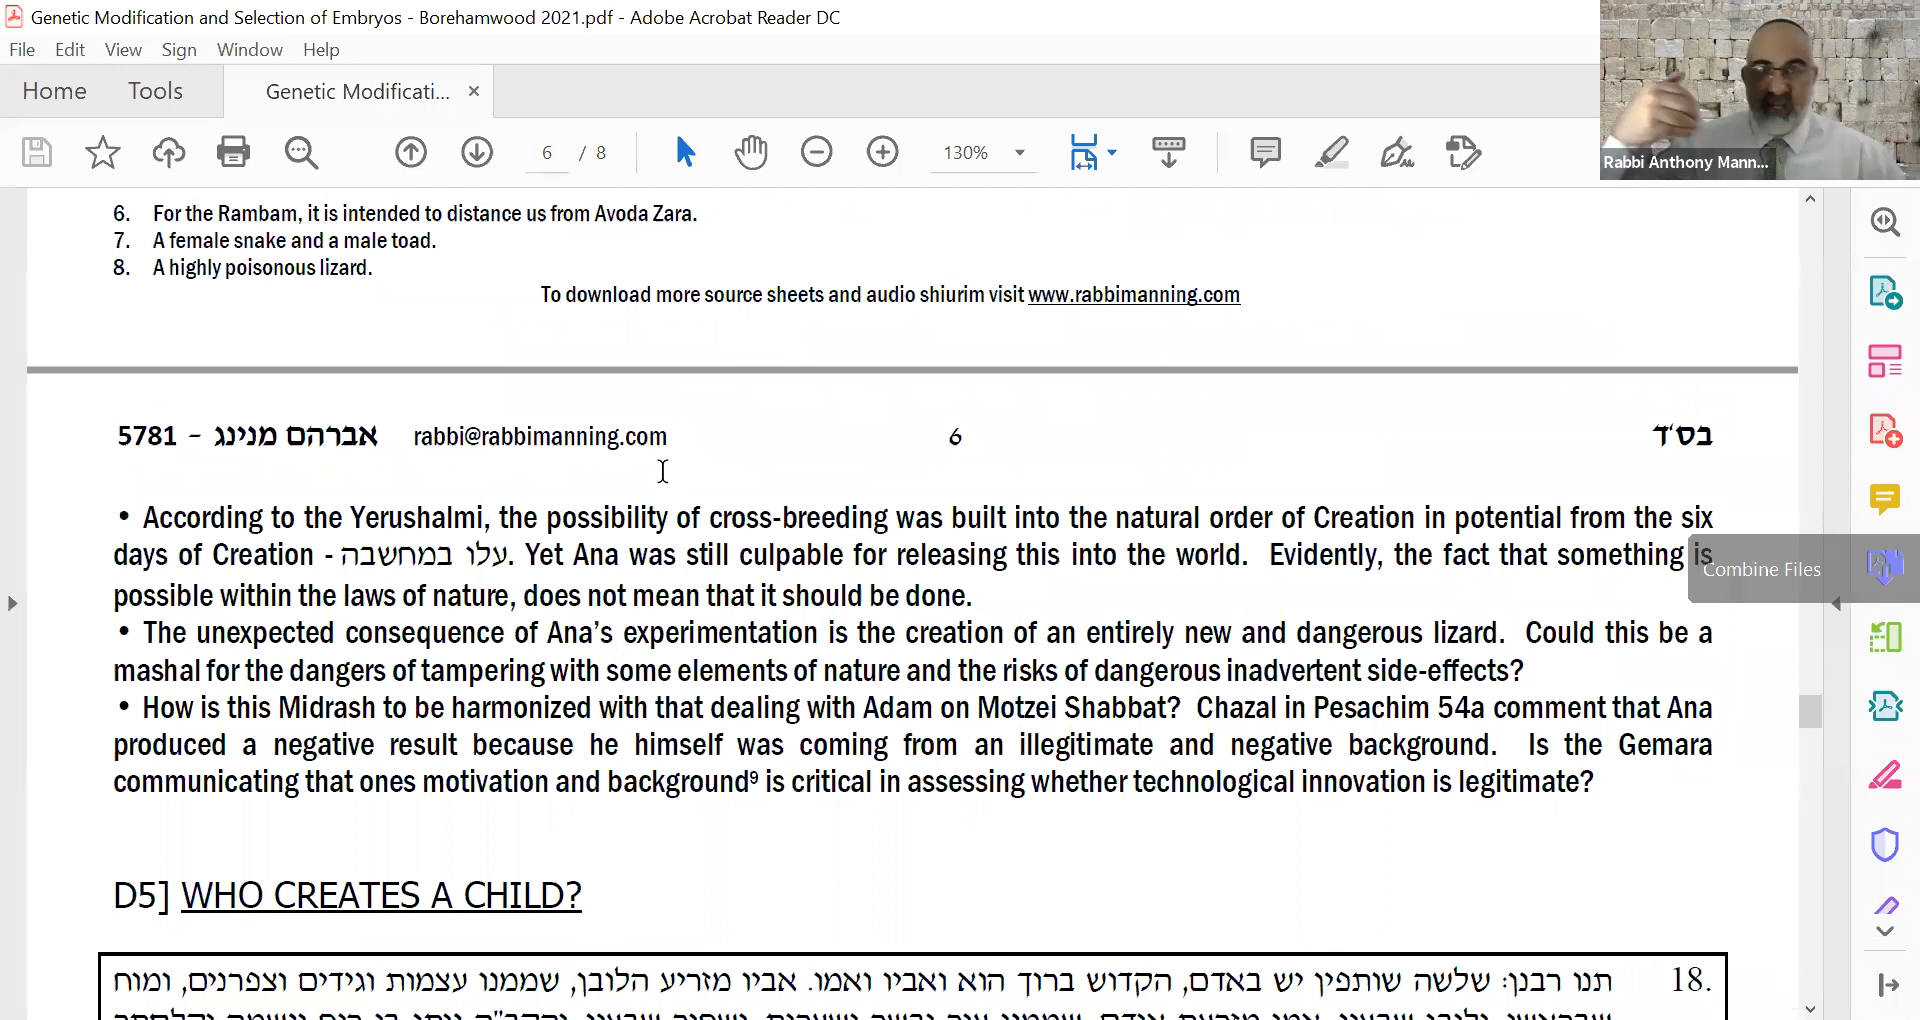 Genetic Modification and Selection of Embryos - Borehamwood 2021.pdf - Adobe Acrobat Reader DC
File Edit View Sign Window Help
Home Tools Genetic Modificati... ×
6 / 8 130%
Rabbi Anthony Mann...
6. For the Rambam, it is intended to distance us from Avoda Zara.
7. A female snake and a male toad.
8. A highly poisonous lizard.
To download more source sheets and audio shiurim visit www.rabbimanning.com
5781 - אברהם מנינג rabbi@rabbimanning.com 6 בס'ד
• According to the Yerushalmi, the possibility of cross-breeding was built into the natural order of Creation in potential from the six
days of Creation - עלו במחשבה. Yet Ana was still culpable for releasing this into the world. Evidently, the fact that something is
Combine Files
possible within the laws of nature, does not mean that it should be done.
• The unexpected consequence of Ana's experimentation is the creation of an entirely new and dangerous lizard. Could this be a
mashal for the dangers of tampering with some elements of nature and the risks of dangerous inadvertent side-effects?
• How is this Midrash to be harmonized with that dealing with Adam on Motzei Shabbat? Chazal in Pesachim 54a comment that Ana
produced a negative result because he himself was coming from an illegitimate and negative background. Is the Gemara
communicating that ones motivation and background⁹ is critical in assessing whether technological innovation is legitimate?
D5] WHO CREATES A CHILD?
18. תנו רבנן: שלשה שותפין יש באדם, הקדוש ברוך הוא ואביו ואמו. אביו מזריע הלובן, שממנו עצמות וגידים וצפרנים, ומוח